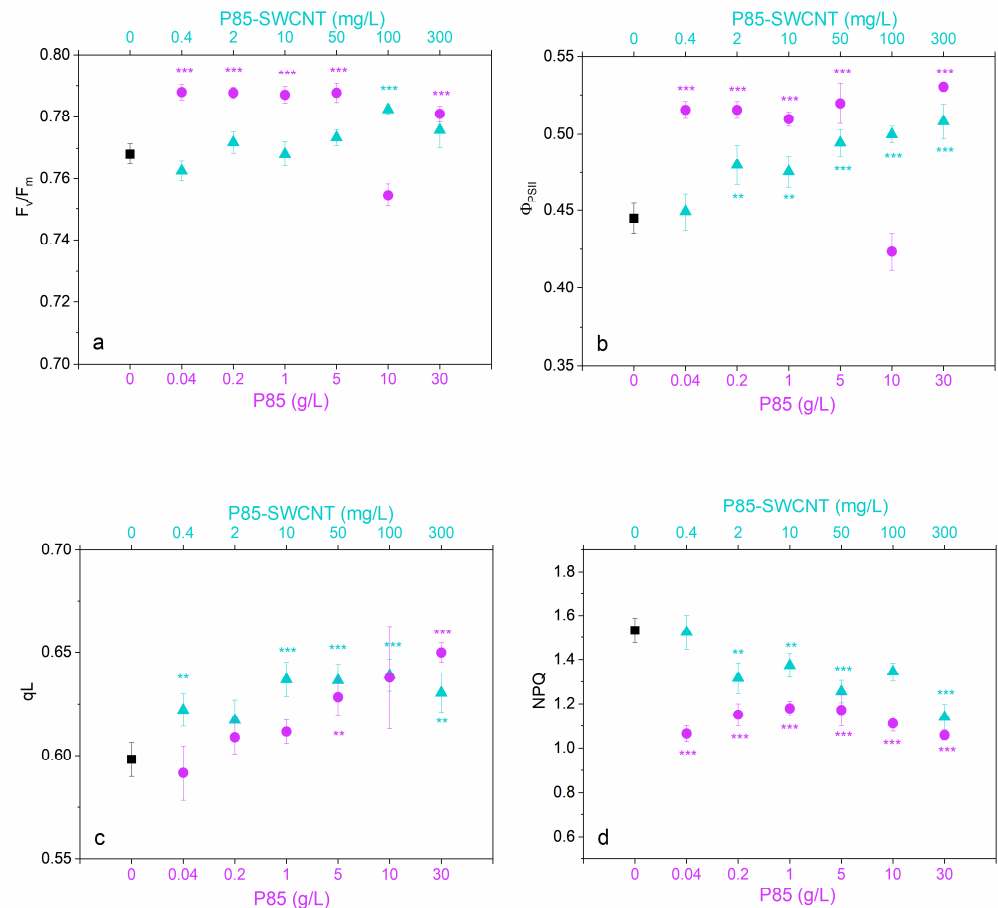 P85-SWCNT (mg/L)
0 0.4 2 10 50 100 300
0.80
0.78
0.76
0.74
0.72
0.70
Fv/Fm
*** *** *** *** *** ***
a
0 0.04 0.2 1 5 10 30
P85 (g/L)
P85-SWCNT (mg/L)
0 0.4 2 10 50 100 300
0.55
0.50
0.45
0.40
0.35
ΦPSII
*** *** *** *** ***
** ** *** *** ***
b
0 0.04 0.2 1 5 10 30
P85 (g/L)
P85-SWCNT (mg/L)
0 0.4 2 10 50 100 300
0.70
0.65
0.60
0.55
qL
** *** *** *** ***
** **
c
0 0.04 0.2 1 5 10 30
P85 (g/L)
P85-SWCNT (mg/L)
0 0.4 2 10 50 100 300
1.8
1.6
1.4
1.2
1.0
0.8
0.6
NPQ
** ** *** ***
*** *** *** *** *** ***
d
0 0.04 0.2 1 5 10 30
P85 (g/L)